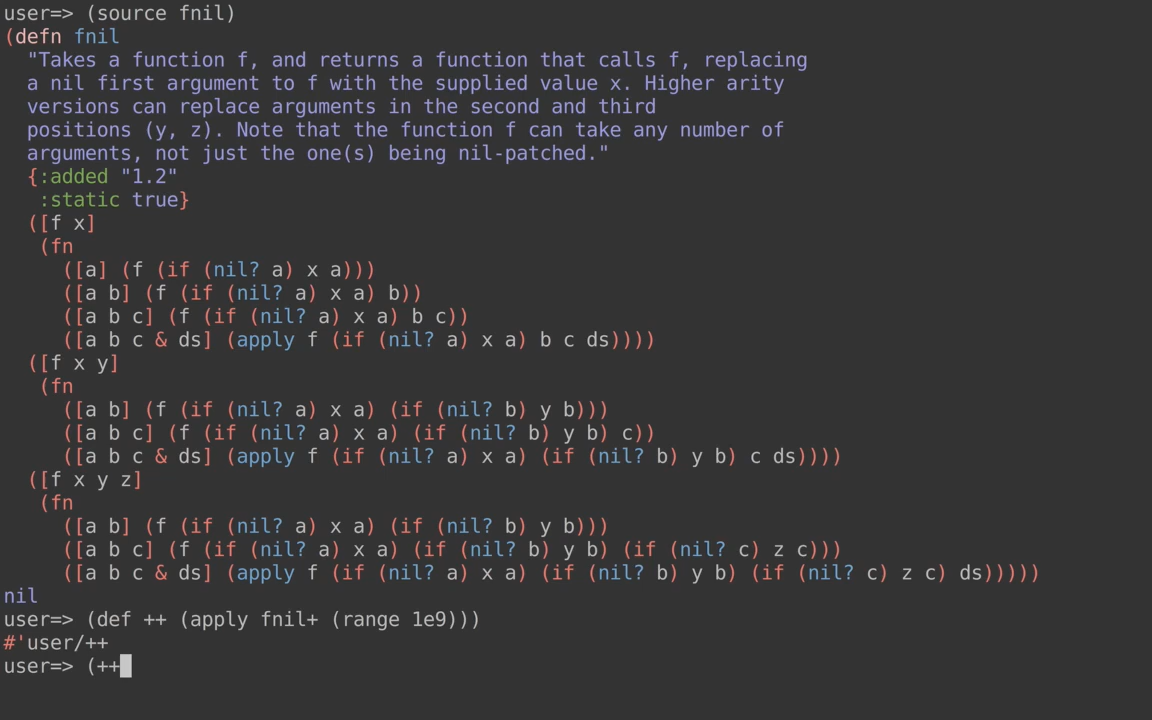 user=> (source fnil)
(defn fnil
  "Takes a function f, and returns a function that calls f, replacing
  a nil first argument to f with the supplied value x. Higher arity
  versions can replace arguments in the second and third
  positions (y, z). Note that the function f can take any number of
  arguments, not just the one(s) being nil-patched."
  {:added "1.2"
   :static true}
  ([f x]
   (fn
     ([a] (f (if (nil? a) x a)))
     ([a b] (f (if (nil? a) x a) b))
     ([a b c] (f (if (nil? a) x a) b c))
     ([a b c & ds] (apply f (if (nil? a) x a) b c ds))))
  ([f x y]
   (fn
     ([a b] (f (if (nil? a) x a) (if (nil? b) y b)))
     ([a b c] (f (if (nil? a) x a) (if (nil? b) y b) c))
     ([a b c & ds] (apply f (if (nil? a) x a) (if (nil? b) y b) c ds))))
  ([f x y z]
   (fn
     ([a b] (f (if (nil? a) x a) (if (nil? b) y b)))
     ([a b c] (f (if (nil? a) x a) (if (nil? b) y b) (if (nil? c) z c)))
     ([a b c & ds] (apply f (if (nil? a) x a) (if (nil? b) y b) (if (nil? c) z c) ds)))))
nil
user=> (def ++ (apply fnil+ (range 1e9)))
#'user/++
user=> (++